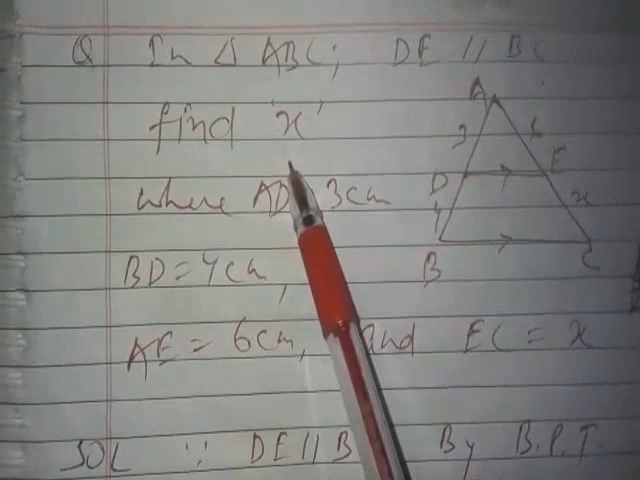 Q In Δ ABC; DE // BC
find 'x'
where AD 3cm
BD = 4cm,
AE = 6cm, and EC = x
SOL ∵ DE // B By B.P.T.
A
3
E
D
x
4
B
C